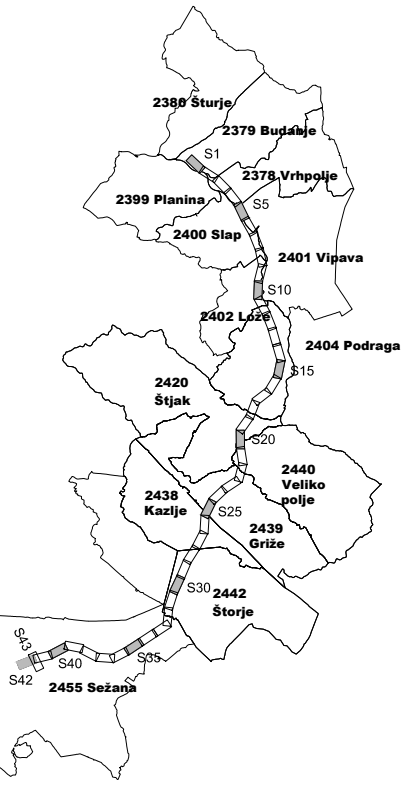 2380 Šturje
2379 Budanje
S1
2378 Vrhpolje
2399 Planina
S5
2400 Slap
2401 Vipava
S10
2402 Lože
2404 Podraga
S15
2420
Štjak
S20
2440
Veliko
polje
2438
Kazlje
S25
2439
Griže
S30
2442
Štorje
S43
S35
S40
S42
2455 Sežana